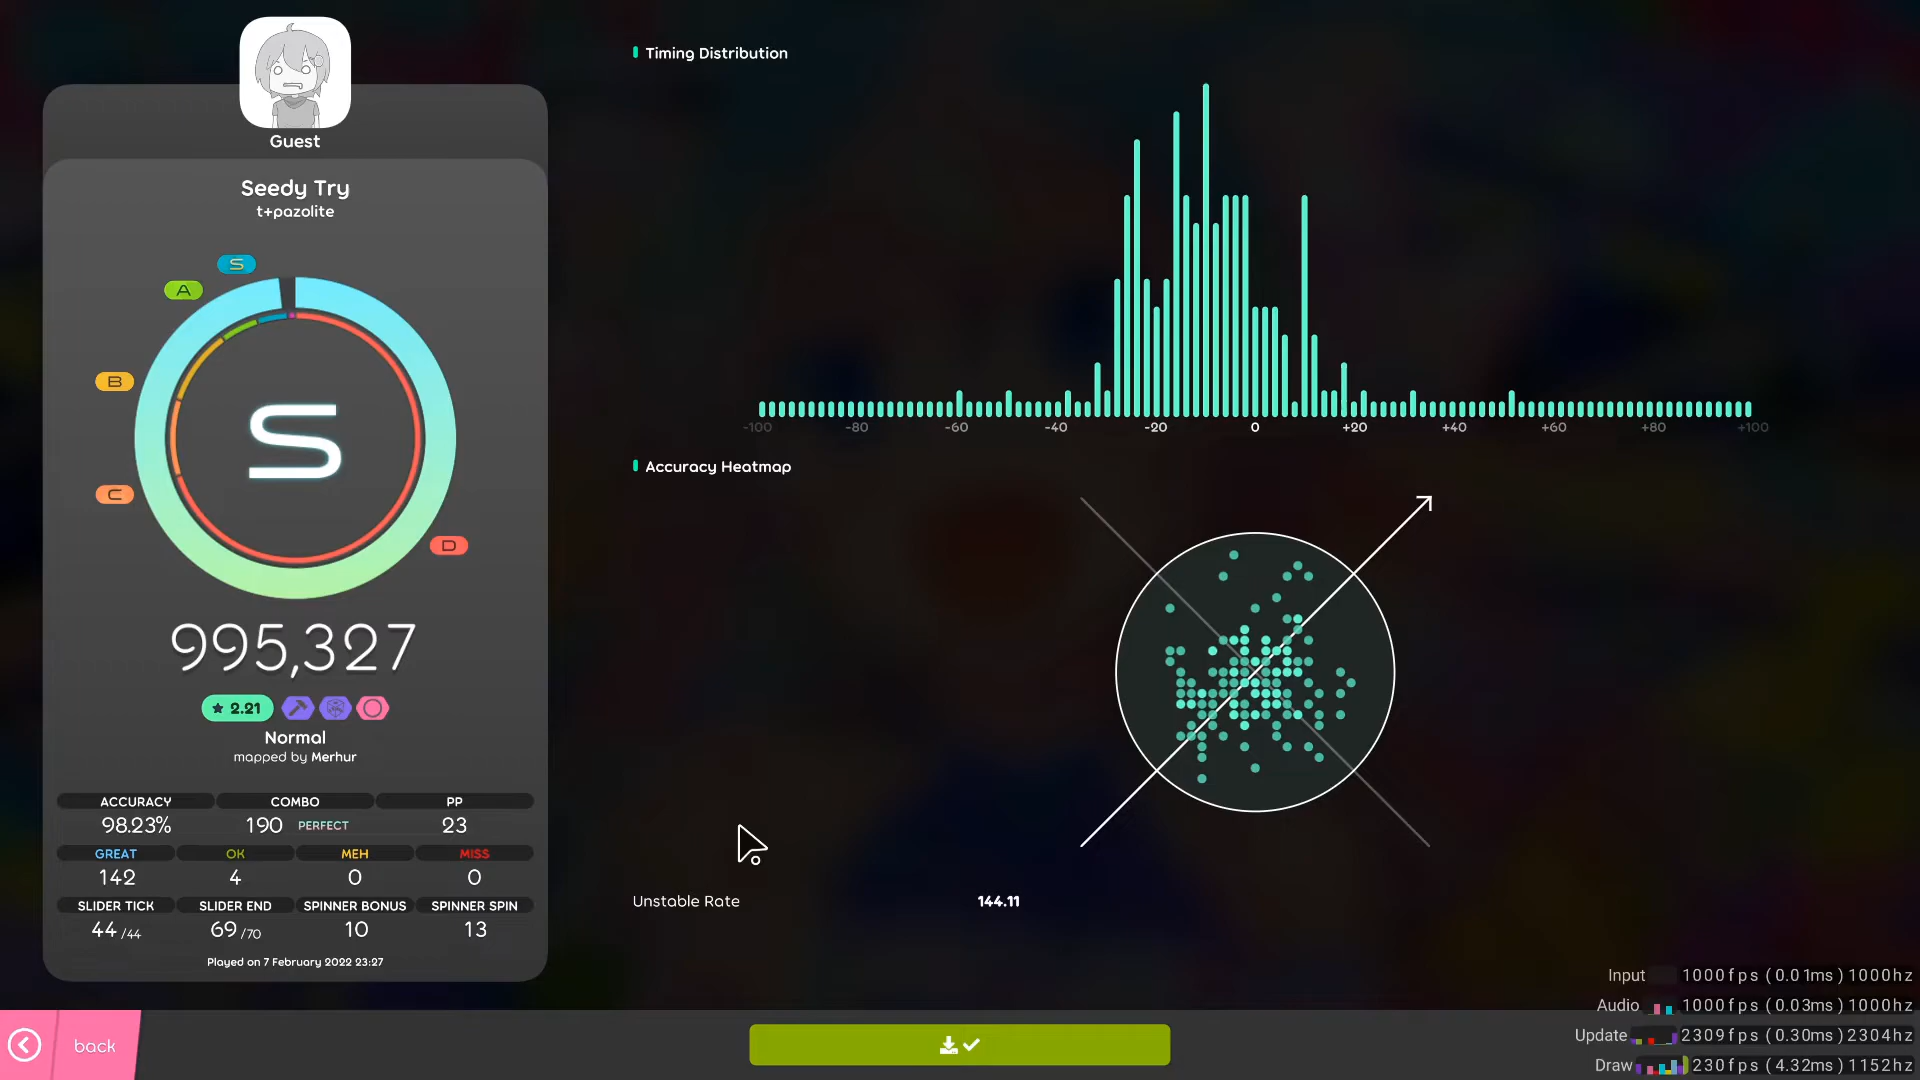 Guest
Seedy Try
t+pazolite
S
A
B
C
D
S
995,327
2.21
Normal
mapped by Merhur
ACCURACY COMBO PP
98.23% 190 PERFECT 23
GREAT OK MEH MISS
142 4 0 0
SLIDER TICK SLIDER END SPINNER BONUS SPINNER SPIN
44/44 69/70 10 13
Played on 7 February 2022 23:27
Timing Distribution
-100 -80 -60 -40 -20 0 +20 +40 +60 +80 +100
Accuracy Heatmap
Unstable Rate 144.11
back
Input 1000fps (0.01ms) 1000hz
Audio 1000fps (0.03ms) 1000hz
Update 2309fps (0.30ms) 2304hz
Draw 230fps (4.32ms) 1152hz